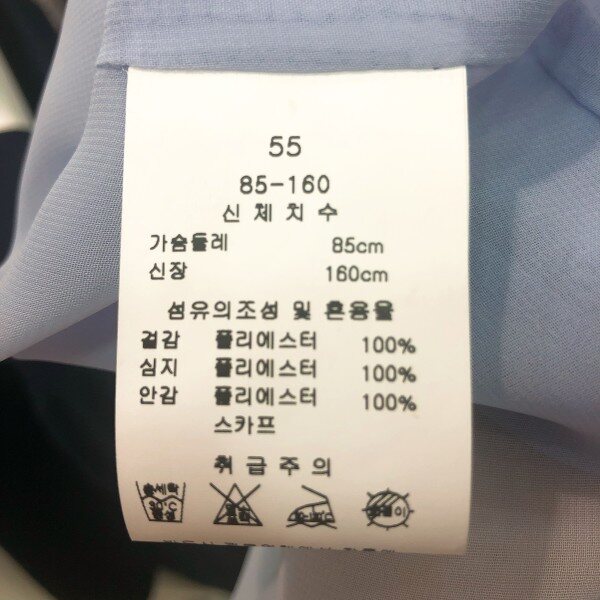 55
85-160
신체치수
가슴둘레 85cm
신장 160cm
섬유의조성 및 혼용율
겉감 폴리에스터 100%
심지 폴리에스터 100%
안감 폴리에스터 100%
스카프
취급주의